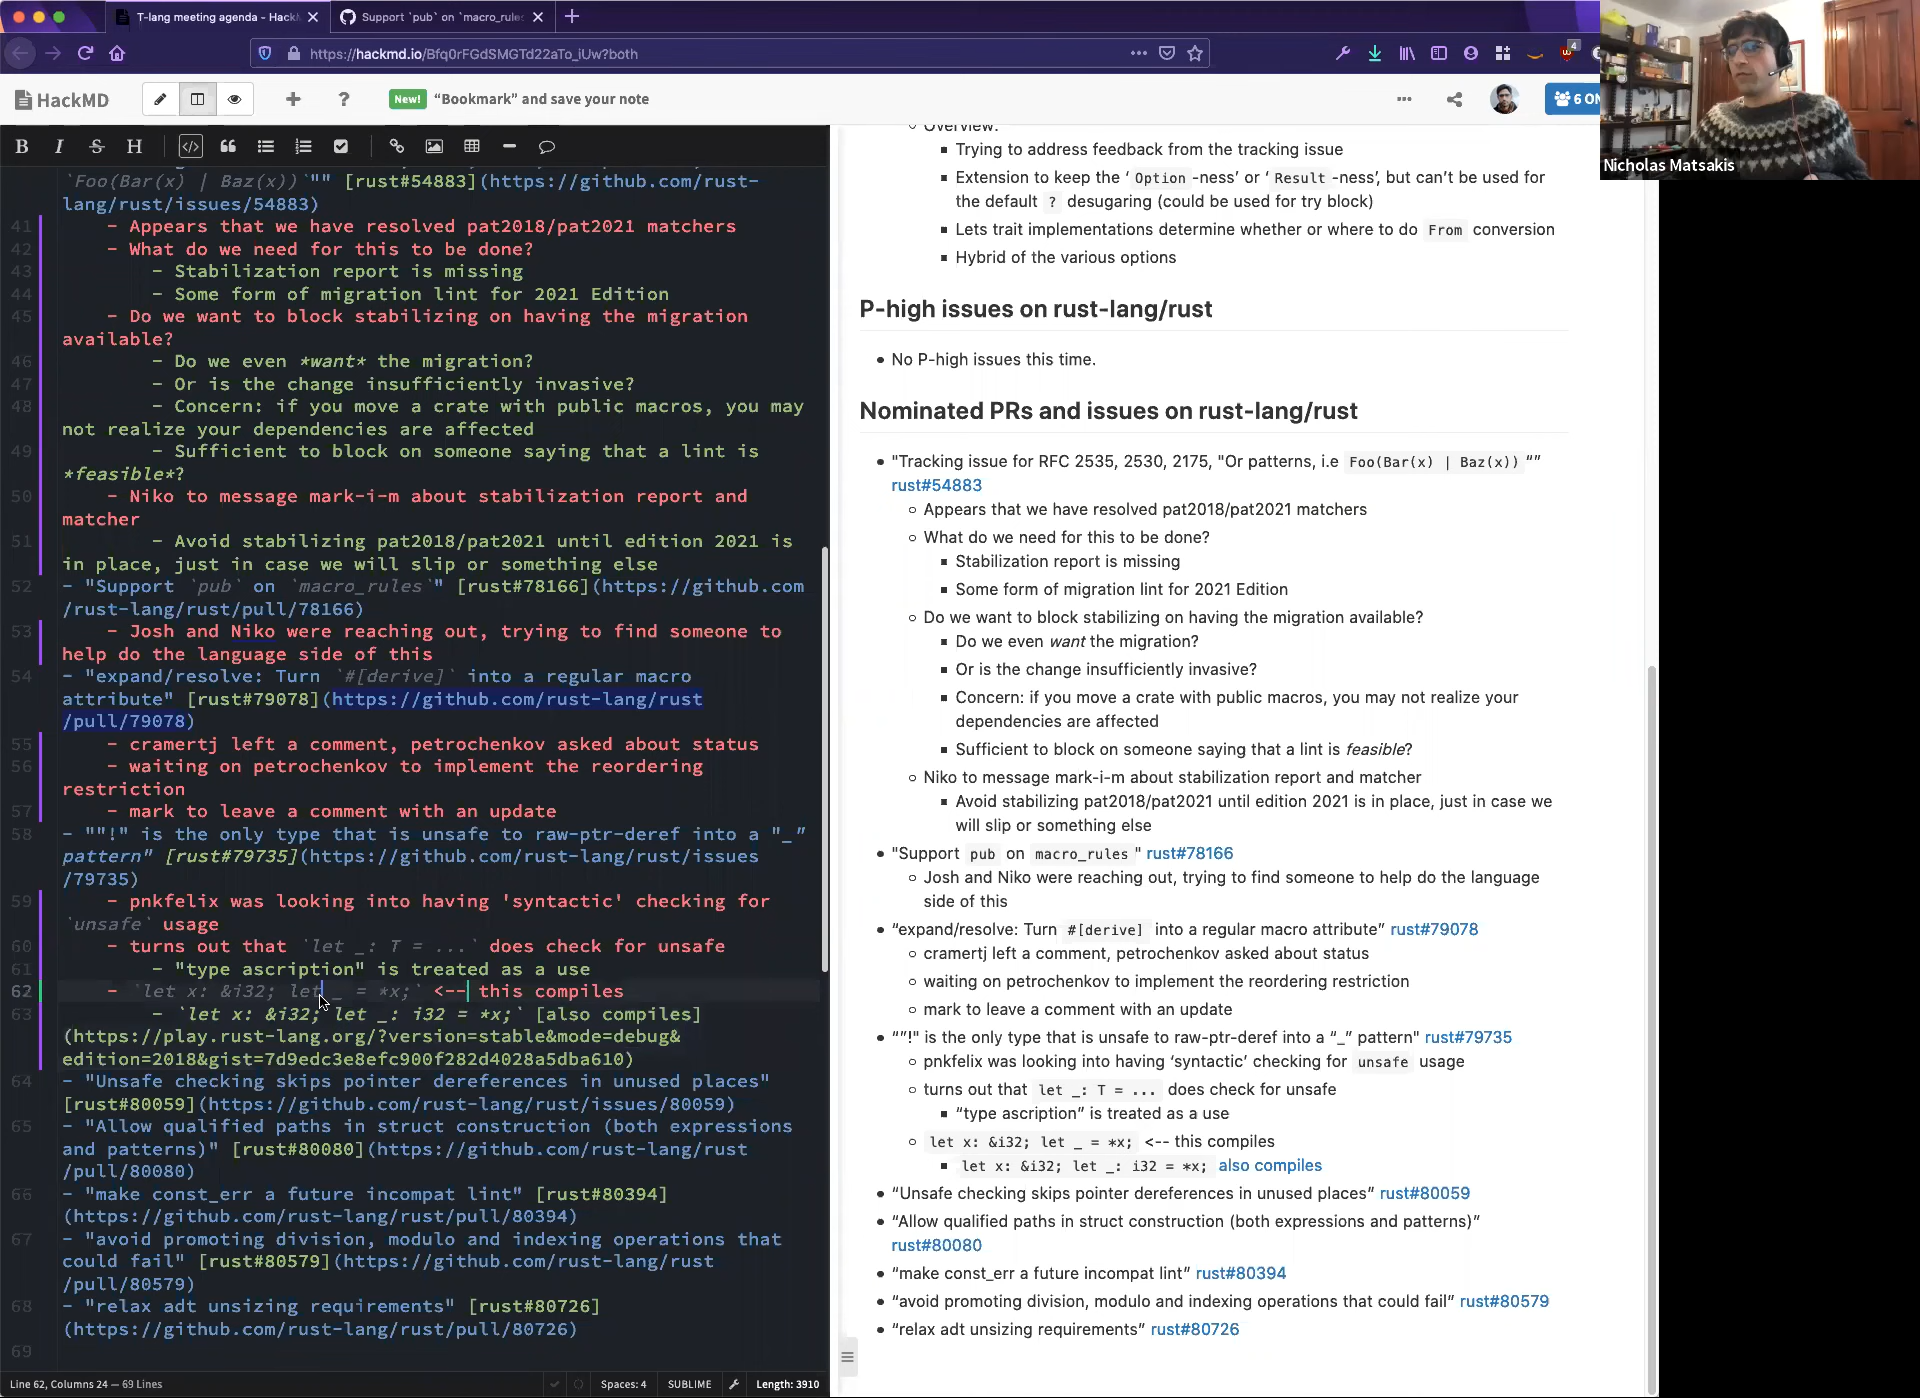 T-lang meeting agenda - HackM
Support `pub` on `macro_rule
https://hackmd.io/Bfq0rFGdSMGTd22aTo_iUw?both
4
HackMD
New! “Bookmark” and save your note
6 ON
Nicholas Matsakis
`Foo(Bar(x) | Baz(x))`"" [rust#54883](https://github.com/rust-
lang/rust/issues/54883)
41 - Appears that we have resolved pat2018/pat2021 matchers
42 - What do we need for this to be done?
43 - Stabilization report is missing
44 - Some form of migration lint for 2021 Edition
45 - Do we want to block stabilizing on having the migration
available?
46 - Do we even *want* the migration?
47 - Or is the change insufficiently invasive?
48 - Concern: if you move a crate with public macros, you may
not realize your dependencies are affected
49 - Sufficient to block on someone saying that a lint is
*feasible*?
50 - Niko to message mark-i-m about stabilization report and
matcher
51 - Avoid stabilizing pat2018/pat2021 until edition 2021 is
in place, just in case we will slip or something else
52 - "Support `pub` on `macro_rules`" [rust#78166](https://github.com
/rust-lang/rust/pull/78166)
53 - Josh and Niko were reaching out, trying to find someone to
help do the language side of this
54 - "expand/resolve: Turn `#[derive]` into a regular macro
attribute" [rust#79078](https://github.com/rust-lang/rust
/pull/79078)
55 - cramertj left a comment, petrochenkov asked about status
56 - waiting on petrochenkov to implement the reordering
restriction
57 - mark to leave a comment with an update
58 - ""!" is the only type that is unsafe to raw-ptr-deref into a "_"
pattern" [rust#79735](https://github.com/rust-lang/rust/issues
/79735)
59 - pnkfelix was looking into having 'syntactic' checking for
`unsafe` usage
60 - turns out that `let _: T = ...` does check for unsafe
61 - "type ascription" is treated as a use
62 - `let x: &i32; let _ = *x;` <-- this compiles
63 - `let x: &i32; let _: i32 = *x;` [also compiles]
(https://play.rust-lang.org/?version=stable&mode=debug&
edition=2018&gist=7d9edc3e8efc900f282d4028a5dba610)
64 - "Unsafe checking skips pointer dereferences in unused places"
[rust#80059](https://github.com/rust-lang/rust/issues/80059)
65 - "Allow qualified paths in struct construction (both expressions
and patterns)" [rust#80080](https://github.com/rust-lang/rust
/pull/80080)
66 - "make const_err a future incompat lint" [rust#80394]
(https://github.com/rust-lang/rust/pull/80394)
67 - "avoid promoting division, modulo and indexing operations that
could fail" [rust#80579](https://github.com/rust-lang/rust
/pull/80579)
68 - "relax adt unsizing requirements" [rust#80726]
(https://github.com/rust-lang/rust/pull/80726)
69
Line 62, Columns 24 — 69 Lines
Spaces: 4 SUBLIME Length: 3910
Overview:
Trying to address feedback from the tracking issue
Extension to keep the ‘Option-ness’ or ‘Result-ness’, but can’t be used for
the default ? desugaring (could be used for try block)
Lets trait implementations determine whether or where to do From conversion
Hybrid of the various options
P-high issues on rust-lang/rust
No P-high issues this time.
Nominated PRs and issues on rust-lang/rust
"Tracking issue for RFC 2535, 2530, 2175, "Or patterns, i.e Foo(Bar(x) | Baz(x)) “”
rust#54883
Appears that we have resolved pat2018/pat2021 matchers
What do we need for this to be done?
Stabilization report is missing
Some form of migration lint for 2021 Edition
Do we want to block stabilizing on having the migration available?
Do we even want the migration?
Or is the change insufficiently invasive?
Concern: if you move a crate with public macros, you may not realize your
dependencies are affected
Sufficient to block on someone saying that a lint is feasible?
Niko to message mark-i-m about stabilization report and matcher
Avoid stabilizing pat2018/pat2021 until edition 2021 is in place, just in case we
will slip or something else
"Support pub on macro_rules " rust#78166
Josh and Niko were reaching out, trying to find someone to help do the language
side of this
“expand/resolve: Turn #[derive] into a regular macro attribute” rust#79078
cramertj left a comment, petrochenkov asked about status
waiting on petrochenkov to implement the reordering restriction
mark to leave a comment with an update
“”!" is the only type that is unsafe to raw-ptr-deref into a “_” pattern" rust#79735
pnkfelix was looking into having ‘syntactic’ checking for unsafe usage
turns out that let _: T = ... does check for unsafe
“type ascription” is treated as a use
let x: &i32; let _ = *x; <-- this compiles
let x: &i32; let _: i32 = *x; also compiles
“Unsafe checking skips pointer dereferences in unused places” rust#80059
“Allow qualified paths in struct construction (both expressions and patterns)”
rust#80080
“make const_err a future incompat lint” rust#80394
“avoid promoting division, modulo and indexing operations that could fail” rust#80579
“relax adt unsizing requirements” rust#80726